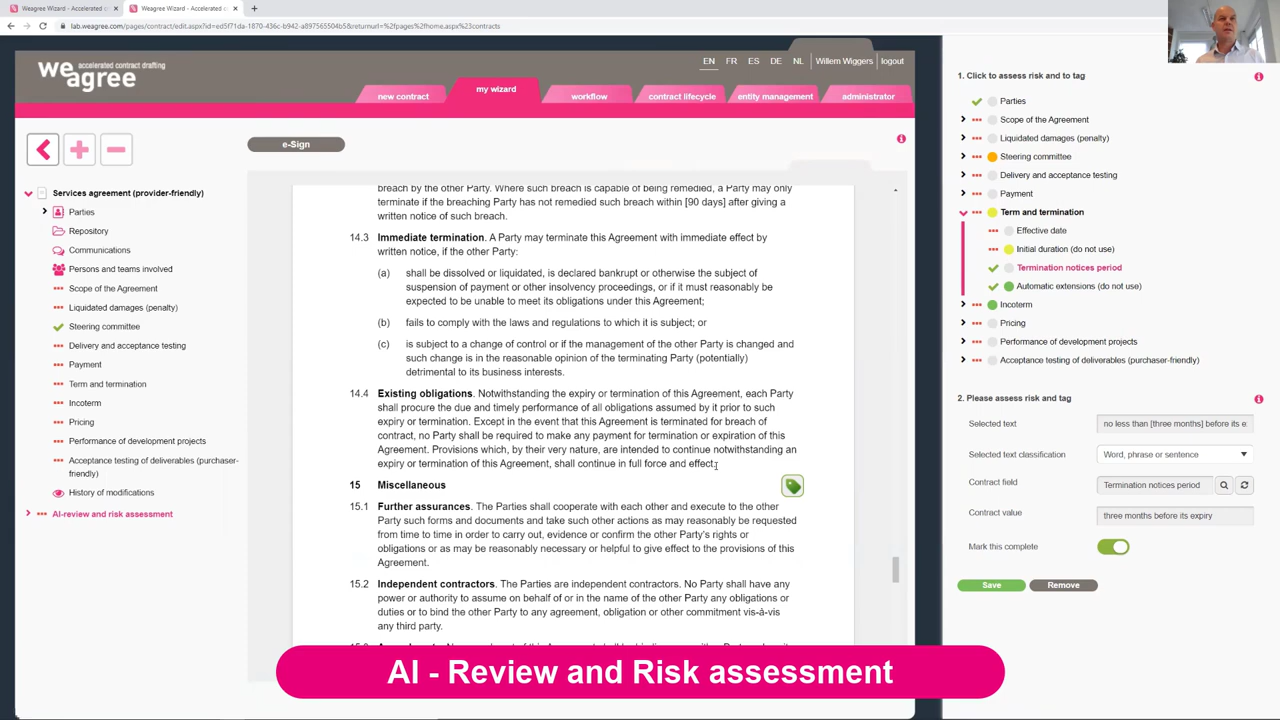 Weagree Wizard - Accelerated c
Weagree Wizard - Accelerated con
lab.weagree.com/pages/contract/edit.aspx?id=ed5f71da-1870-436c-b942-a897565504b5&returnurl=%2fpages%2fhome.aspx%23contracts
weagree accelerated contract drafting
EN FR ES DE NL Willem Wiggers logout
new contract my wizard workflow contract lifecycle entity management administrator
e-Sign
Services agreement (provider-friendly)
Parties
Repository
Communications
Persons and teams involved
Scope of the Agreement
Liquidated damages (penalty)
Steering committee
Delivery and acceptance testing
Payment
Term and termination
Incoterm
Pricing
Performance of development projects
Acceptance testing of deliverables (purchaser-
friendly)
History of modifications
AI-review and risk assessment
breach by the other Party. Where such breach is capable of being remedied, a Party may only
terminate if the breaching Party has not remedied such breach within [90 days] after giving a
written notice of such breach.
14.3 Immediate termination. A Party may terminate this Agreement with immediate effect by
written notice, if the other Party:
(a) shall be dissolved or liquidated, is declared bankrupt or otherwise the subject of
suspension of payment or other insolvency proceedings, or if it must reasonably be
expected to be unable to meet its obligations under this Agreement;
(b) fails to comply with the laws and regulations to which it is subject; or
(c) is subject to a change of control or if the management of the other Party is changed and
such change is in the reasonable opinion of the terminating Party (potentially)
detrimental to its business interests.
14.4 Existing obligations. Notwithstanding the expiry or termination of this Agreement, each Party
shall procure the due and timely performance of all obligations assumed by it prior to such
expiry or termination. Except in the event that this Agreement is terminated for breach of
contract, no Party shall be required to make any payment for termination or expiration of this
Agreement. Provisions which, by their very nature, are intended to continue notwithstanding an
expiry or termination of this Agreement, shall continue in full force and effect.
15 Miscellaneous
15.1 Further assurances. The Parties shall cooperate with each other and execute to the other
Party such forms and documents and take such other actions as may reasonably be requested
from time to time in order to carry out, evidence or confirm the other Party's rights or
obligations or as may be reasonably necessary or helpful to give effect to the provisions of this
Agreement.
15.2 Independent contractors. The Parties are independent contractors. No Party shall have any
power or authority to assume on behalf of or in the name of the other Party any obligations or
duties or to bind the other Party to any agreement, obligation or other commitment vis-à-vis
any third party.
1. Click to assess risk and to tag
Parties
Scope of the Agreement
Liquidated damages (penalty)
Steering committee
Delivery and acceptance testing
Payment
Term and termination
Effective date
Initial duration (do not use)
Termination notices period
Automatic extensions (do not use)
Incoterm
Pricing
Performance of development projects
Acceptance testing of deliverables (purchaser-friendly)
2. Please assess risk and tag
Selected text no less than [three months] before its e
Selected text classification Word, phrase or sentence
Contract field Termination notices period
Contract value three months before its expiry
Mark this complete
Save Remove
AI - Review and Risk assessment